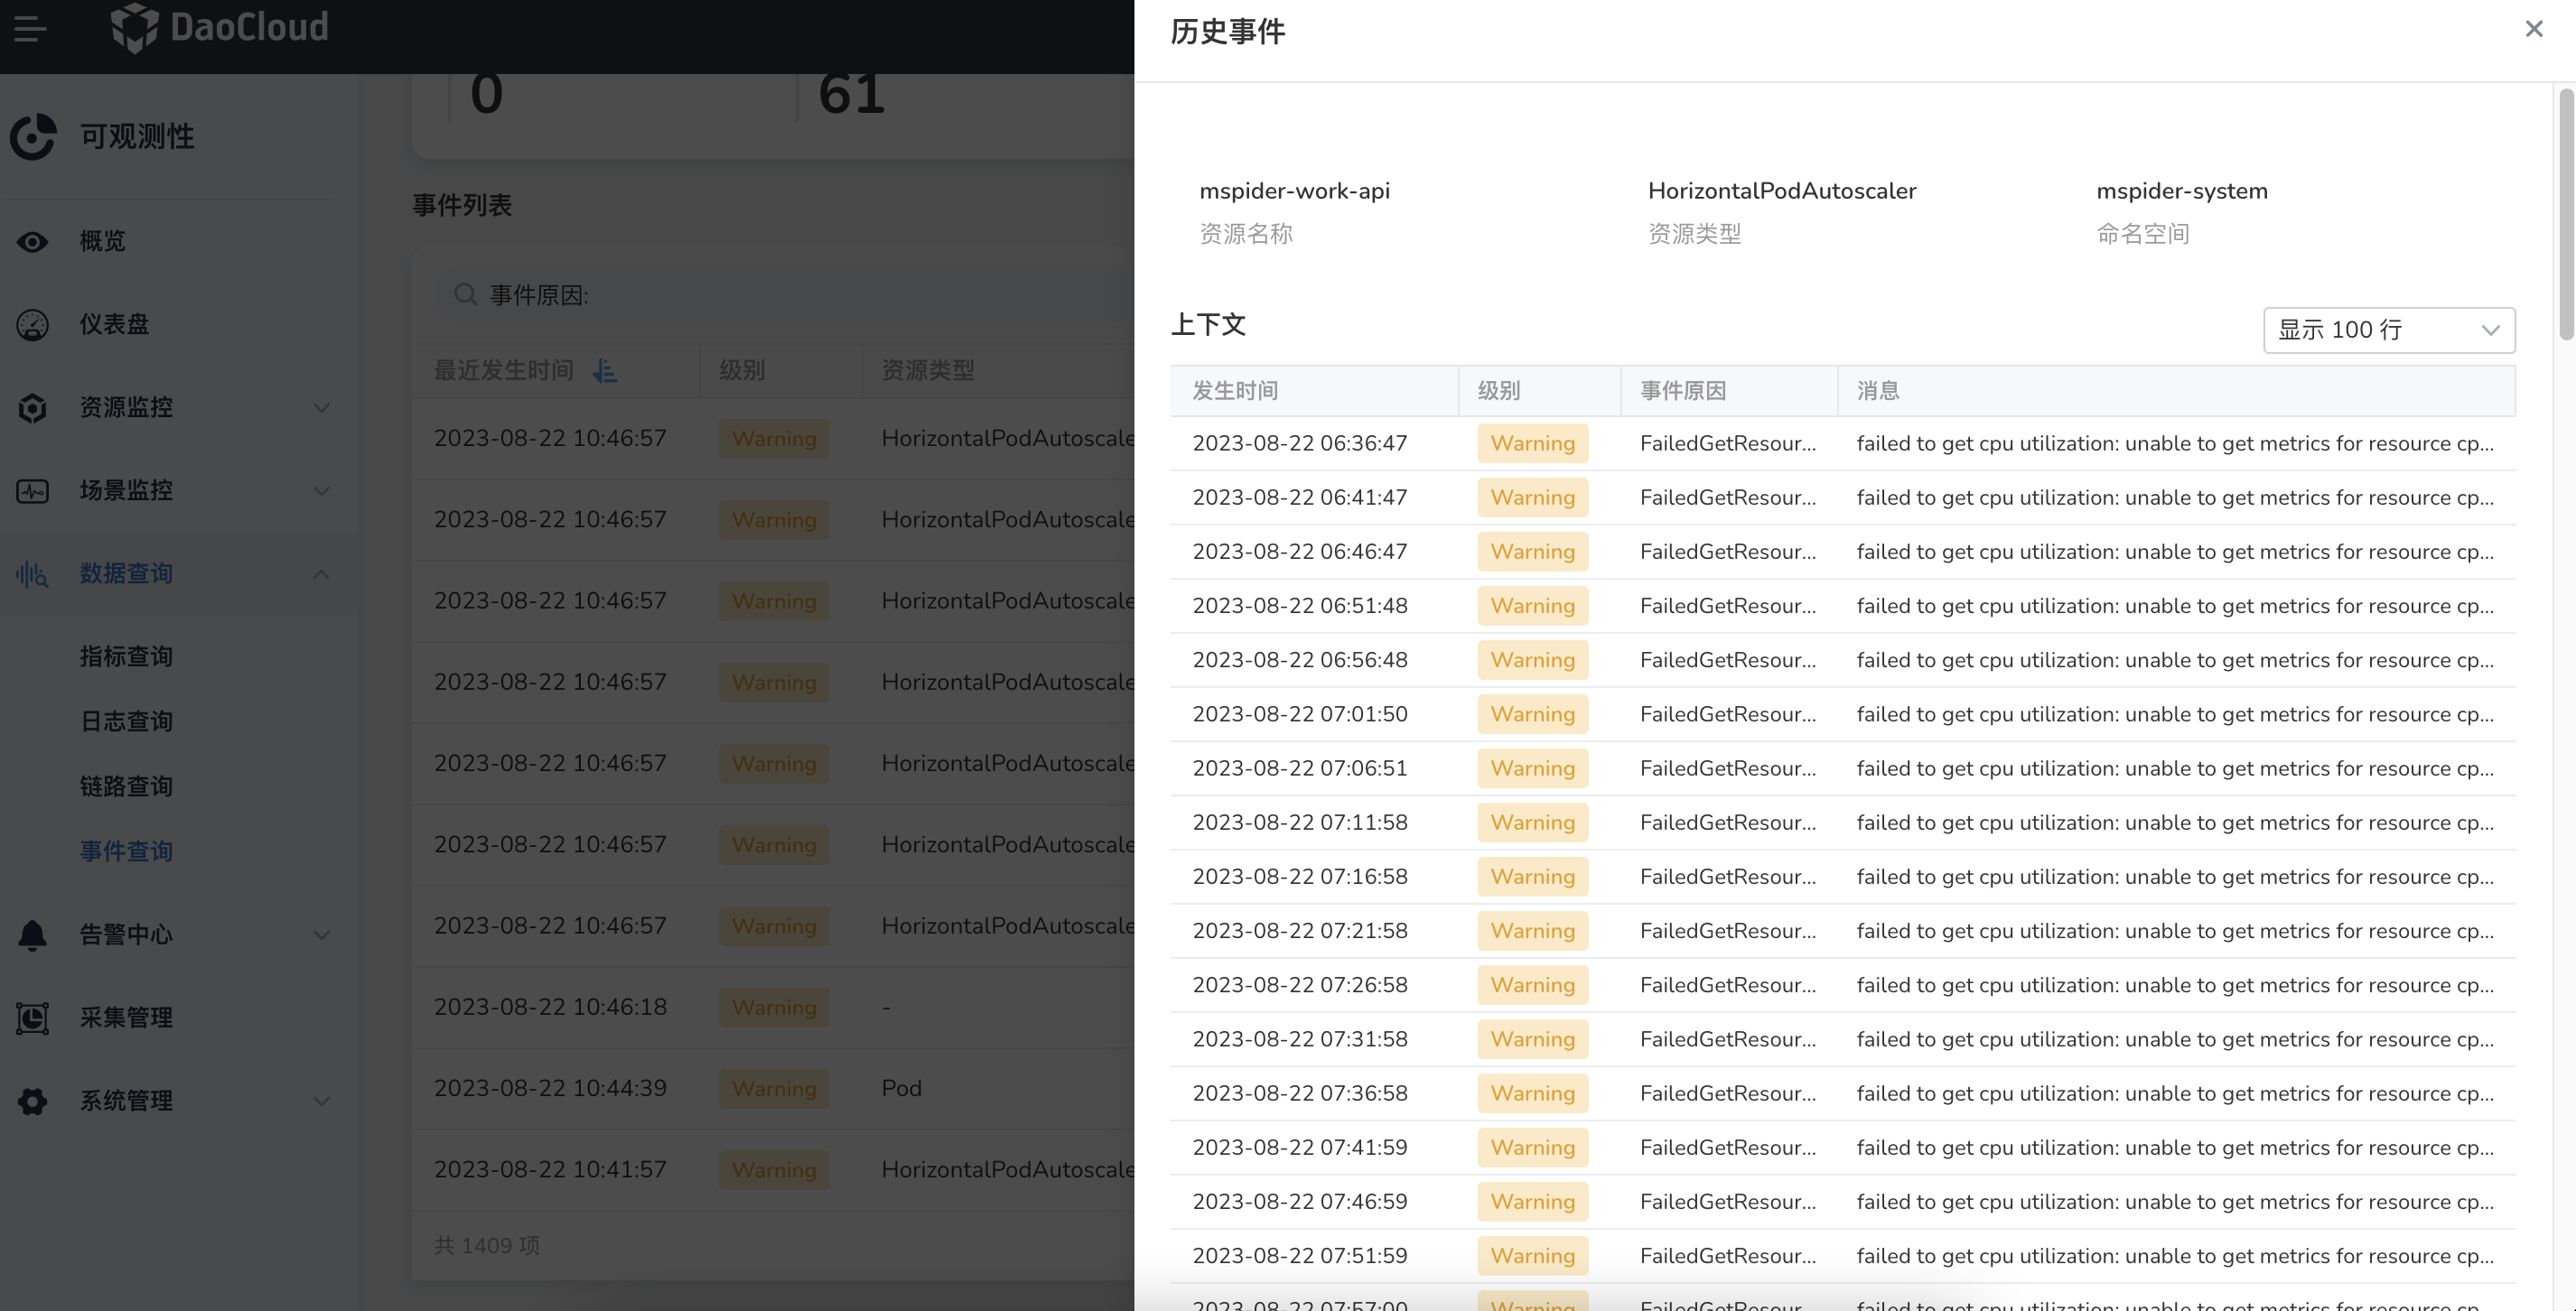 DaoCloud
可观测性
概览
仪表盘
资源监控
场景监控
数据查询
指标查询
日志查询
链路查询
事件查询
告警中心
采集管理
系统管理
0 61
事件列表
事件原因:
最近发生时间 级别 资源类型
2023-08-22 10:46:57 Warning HorizontalPodAutoscale
2023-08-22 10:46:57 Warning HorizontalPodAutoscale
2023-08-22 10:46:57 Warning HorizontalPodAutoscale
2023-08-22 10:46:57 Warning HorizontalPodAutoscale
2023-08-22 10:46:57 Warning HorizontalPodAutoscale
2023-08-22 10:46:57 Warning HorizontalPodAutoscale
2023-08-22 10:46:57 Warning HorizontalPodAutoscale
2023-08-22 10:46:18 Warning -
2023-08-22 10:44:39 Warning Pod
2023-08-22 10:41:57 Warning HorizontalPodAutoscale
共 1409 项
历史事件
mspider-work-api HorizontalPodAutoscaler mspider-system
资源名称 资源类型 命名空间
上下文
显示 100 行
发生时间 级别 事件原因 消息
2023-08-22 06:36:47 Warning FailedGetResour... failed to get cpu utilization: unable to get metrics for resource cp...
2023-08-22 06:41:47 Warning FailedGetResour... failed to get cpu utilization: unable to get metrics for resource cp...
2023-08-22 06:46:47 Warning FailedGetResour... failed to get cpu utilization: unable to get metrics for resource cp...
2023-08-22 06:51:48 Warning FailedGetResour... failed to get cpu utilization: unable to get metrics for resource cp...
2023-08-22 06:56:48 Warning FailedGetResour... failed to get cpu utilization: unable to get metrics for resource cp...
2023-08-22 07:01:50 Warning FailedGetResour... failed to get cpu utilization: unable to get metrics for resource cp...
2023-08-22 07:06:51 Warning FailedGetResour... failed to get cpu utilization: unable to get metrics for resource cp...
2023-08-22 07:11:58 Warning FailedGetResour... failed to get cpu utilization: unable to get metrics for resource cp...
2023-08-22 07:16:58 Warning FailedGetResour... failed to get cpu utilization: unable to get metrics for resource cp...
2023-08-22 07:21:58 Warning FailedGetResour... failed to get cpu utilization: unable to get metrics for resource cp...
2023-08-22 07:26:58 Warning FailedGetResour... failed to get cpu utilization: unable to get metrics for resource cp...
2023-08-22 07:31:58 Warning FailedGetResour... failed to get cpu utilization: unable to get metrics for resource cp...
2023-08-22 07:36:58 Warning FailedGetResour... failed to get cpu utilization: unable to get metrics for resource cp...
2023-08-22 07:41:59 Warning FailedGetResour... failed to get cpu utilization: unable to get metrics for resource cp...
2023-08-22 07:46:59 Warning FailedGetResour... failed to get cpu utilization: unable to get metrics for resource cp...
2023-08-22 07:51:59 Warning FailedGetResour... failed to get cpu utilization: unable to get metrics for resource cp...
2023-08-22 07:57:00 Warning FailedGetResour... failed to get cpu utilization: unable to get metrics for resource cp...